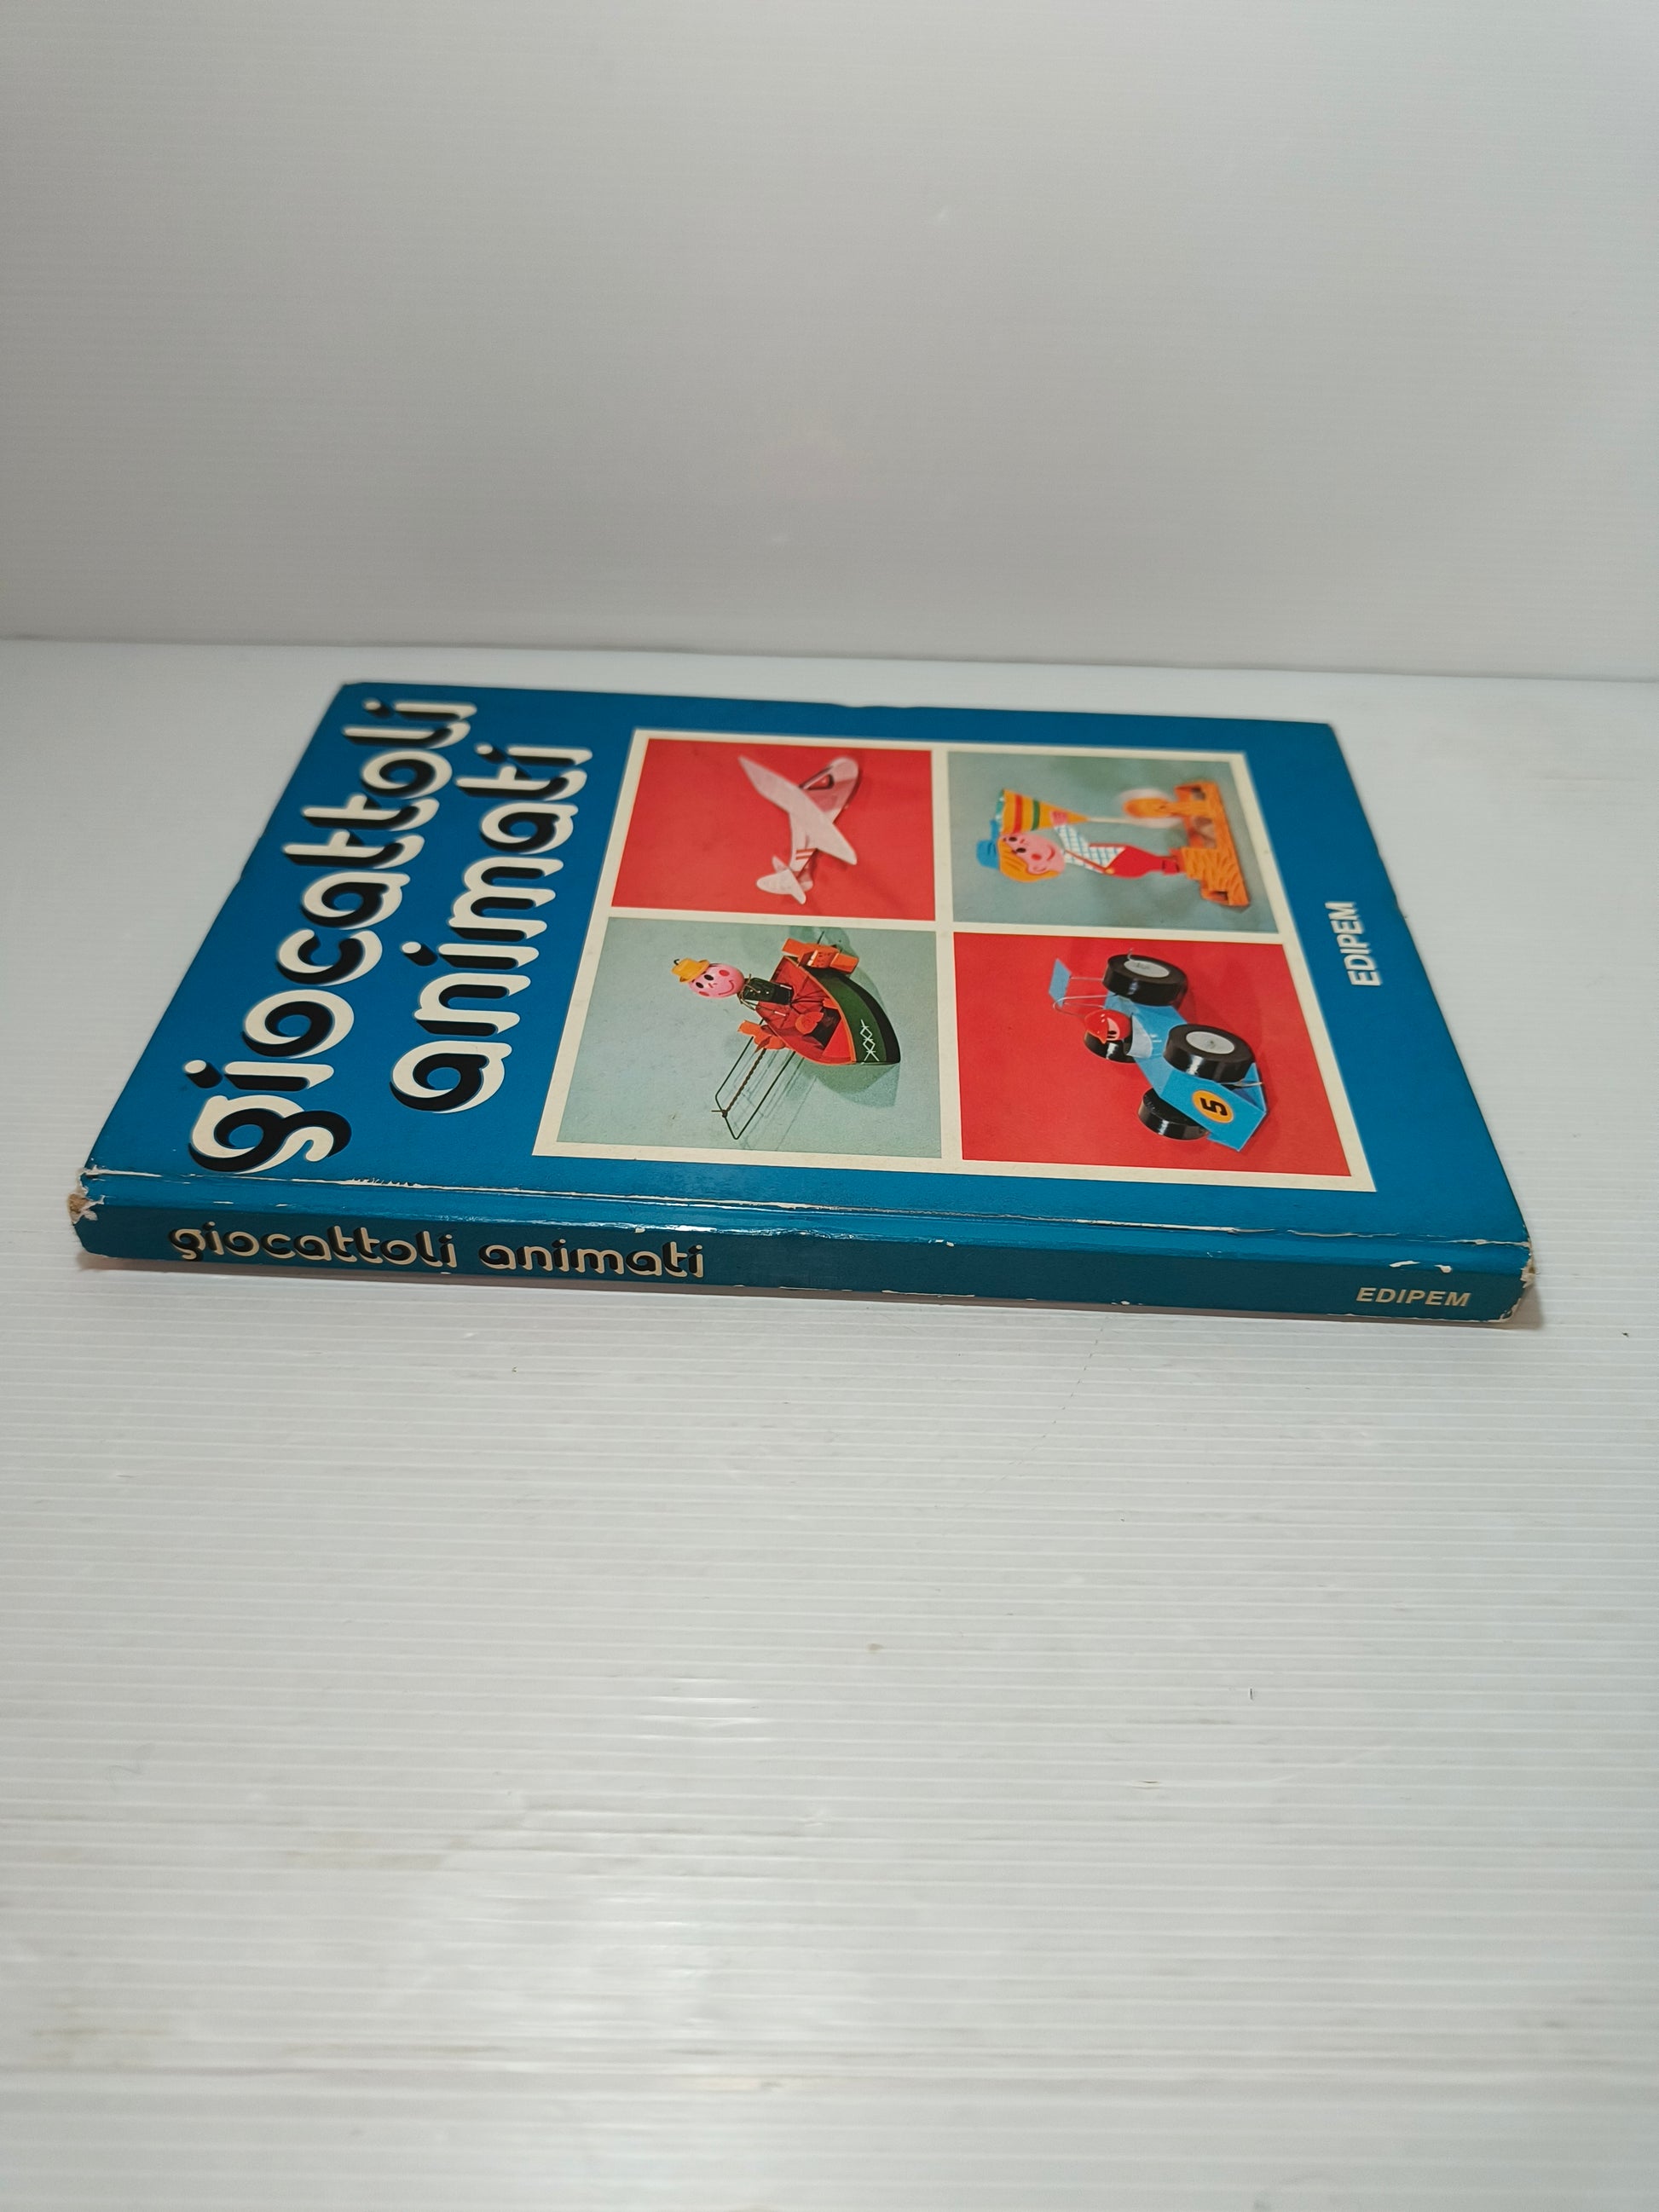 giocattoli
animati
5
EDIPEM
giocattoli animati
EDIPEM